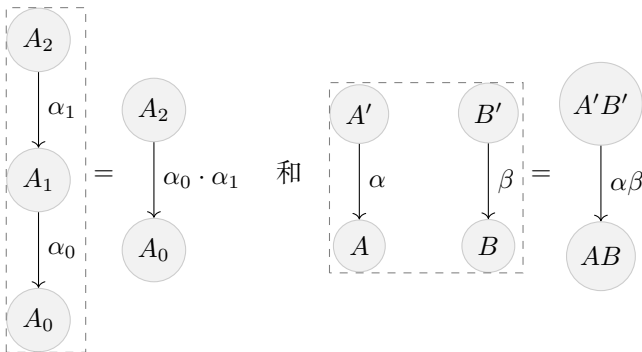 A₂
α₁
A₁
α₀
A₀
=
A₂
α₀ · α₁
A₀
和
A′
α
A
B′
β
B
=
A′B′
αβ
AB